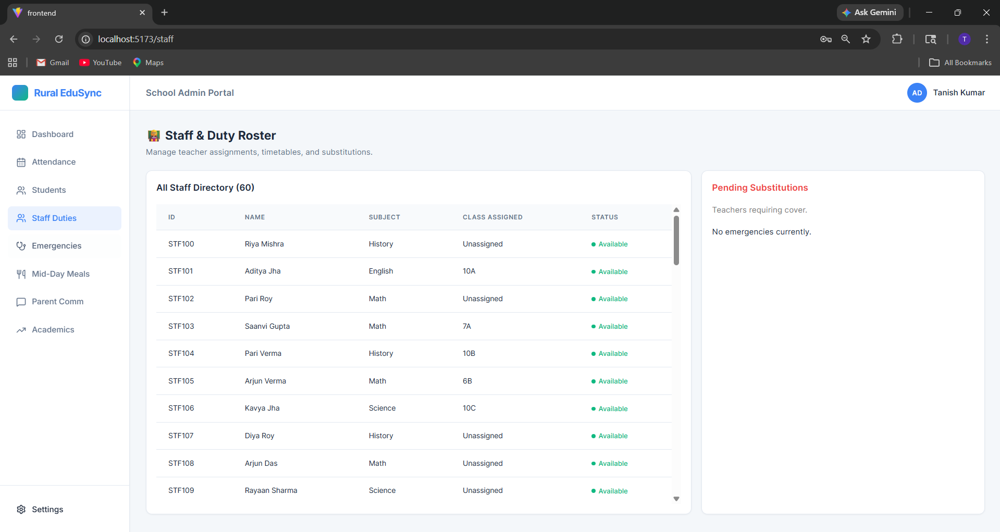 frontend
Ask Gemini
localhost:5173/staff
T
Gmail
YouTube
Maps
All Bookmarks
Rural EduSync
School Admin Portal
AD
Tanish Kumar
Dashboard
Attendance
Students
Staff Duties
Emergencies
Mid-Day Meals
Parent Comm
Academics
Settings
Staff & Duty Roster
Manage teacher assignments, timetables, and substitutions.
All Staff Directory (60)
ID NAME SUBJECT CLASS ASSIGNED STATUS
STF100 Riya Mishra History Unassigned Available
STF101 Aditya Jha English 10A Available
STF102 Pari Roy Math Unassigned Available
STF103 Saanvi Gupta Math 7A Available
STF104 Pari Verma History 10B Available
STF105 Arjun Verma Math 6B Available
STF106 Kavya Jha Science 10C Available
STF107 Diya Roy History Unassigned Available
STF108 Arjun Das Math Unassigned Available
STF109 Rayaan Sharma Science Unassigned Available
Pending Substitutions
Teachers requiring cover.
No emergencies currently.